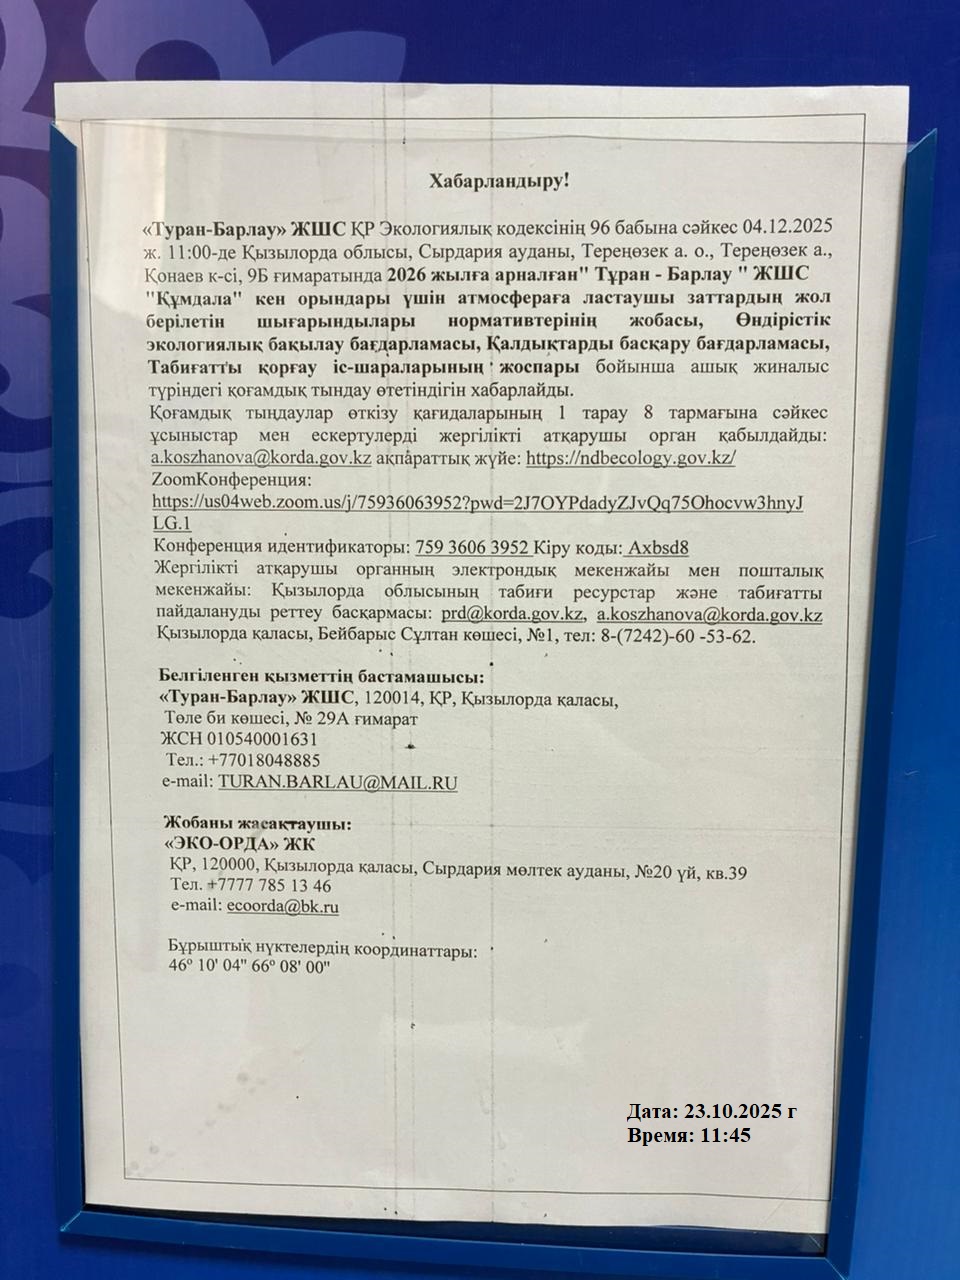 Хабарландыру!
«Туран-Барлау» ЖШС ҚР Экологиялық кодексінің 96 бабына сәйкес 04.12.2025
ж. 11:00-де Қызылорда облысы, Сырдария ауданы, Тереңөзек а. о., Тереңөзек а.,
Қонаев к-сі, 9Б ғимаратында 2026 жылға арналған" Тұран - Барлау " ЖШС
"Құмдала" кен орындары үшін атмосфераға ластаушы заттардың жол
берілетін шығарындылары нормативтерінің жобасы, Өндірістік
экологиялық бақылау бағдарламасы, Қалдықтарды басқару бағдарламасы,
Табиғатты қорғау іс-шараларының жоспары бойынша ашық жиналыс
түріндегі қоғамдық тыңдау өтетіндігін хабарлайды.
Қоғамдық тыңдаулар өткізу қағидаларының 1 тарау 8 тармағына сәйкес
ұсыныстар мен ескертулерді жергілікті атқарушы орган қабылдайды:
a.koszhanova@korda.gov.kz ақпараттық жүйе: https://ndbecology.gov.kz/
ZoomКонференция:
https://us04web.zoom.us/j/75936063952?pwd=2J7OYPdadyZJvQq75Ohocvw3hnyJ
LG.1
Конференция идентификаторы: 759 3606 3952 Кіру коды: Axbsd8
Жергілікті атқарушы органның электрондық мекенжайы мен пошталық
мекенжайы: Қызылорда облысының табиғи ресурстар және табиғатты
пайдалануды реттеу басқармасы: prd@korda.gov.kz, a.koszhanova@korda.gov.kz
Қызылорда қаласы, Бейбарыс Сұлтан көшесі, №1, тел: 8-(7242)-60 -53-62.
Белгіленген қызметтің бастамашысы:
«Туран-Барлау» ЖШС, 120014, ҚР, Қызылорда қаласы,
Төле би көшесі, № 29А ғимарат
ЖСН 010540001631
Тел.: +77018048885
e-mail: TURAN.BARLAU@MAIL.RU
Жобаны жасақтаушы:
«ЭКО-ОРДА» ЖК
ҚР, 120000, Қызылорда қаласы, Сырдария мөлтек ауданы, №20 үй, кв.39
Тел. +7777 785 13 46
e-mail: ecoorda@bk.ru
Бұрыштық нүктелердің координаттары:
46º 10' 04" 66º 08' 00"
Дата: 23.10.2025 г
Время: 11:45